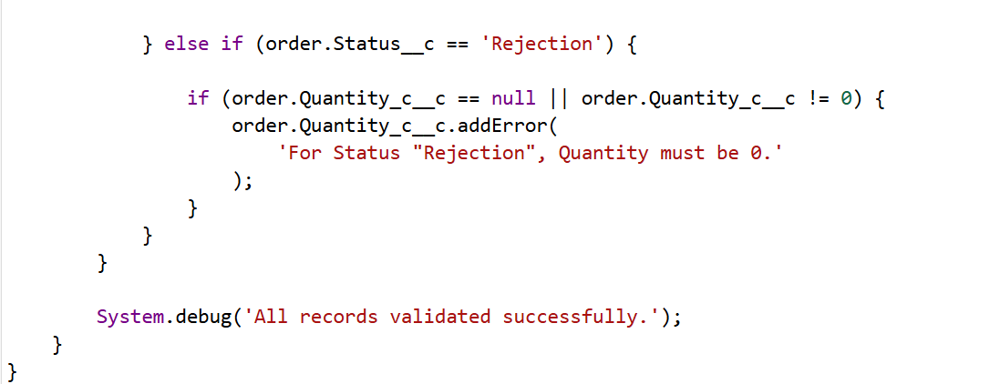 } else if (order.Status__c == 'Rejection') {
if (order.Quantity_c__c == null || order.Quantity_c__c != 0) {
order.Quantity_c__c.addError(
'For Status "Rejection", Quantity must be 0.'
);
}
}
}
System.debug('All records validated successfully.');
}
}